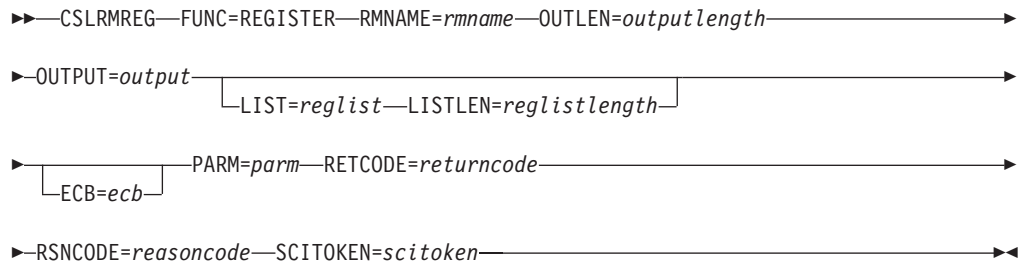 CSLRMREG FUNC=REGISTER RMNAME=rmname OUTLEN=outputlength
OUTPUT=output
LIST=reglist LISTLEN=reglistlength
PARM=parm RETCODE=returncode
ECB=ecb
RSNCODE=reasoncode SCITOKEN=scitoken